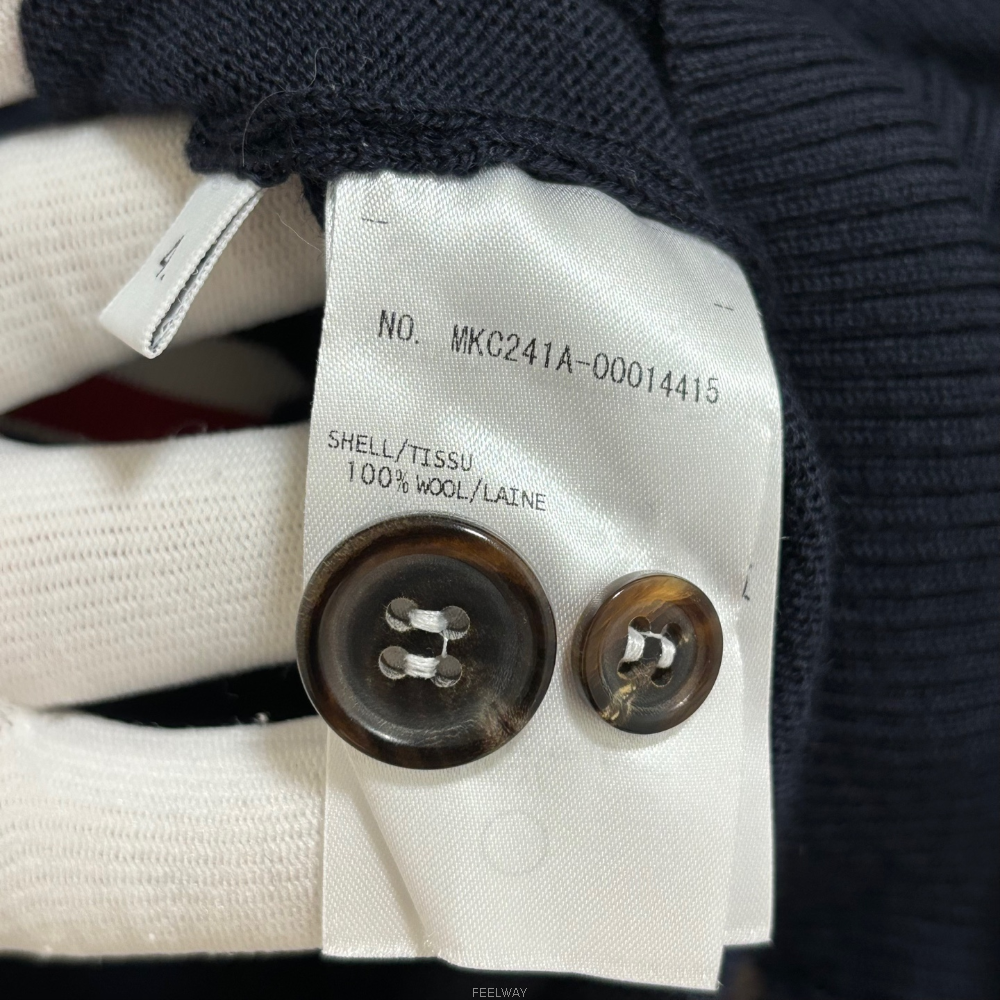 4
NO. MKC241A-00014415
SHELL/TISSU
100% WOOL/LAINE
FEELWAY